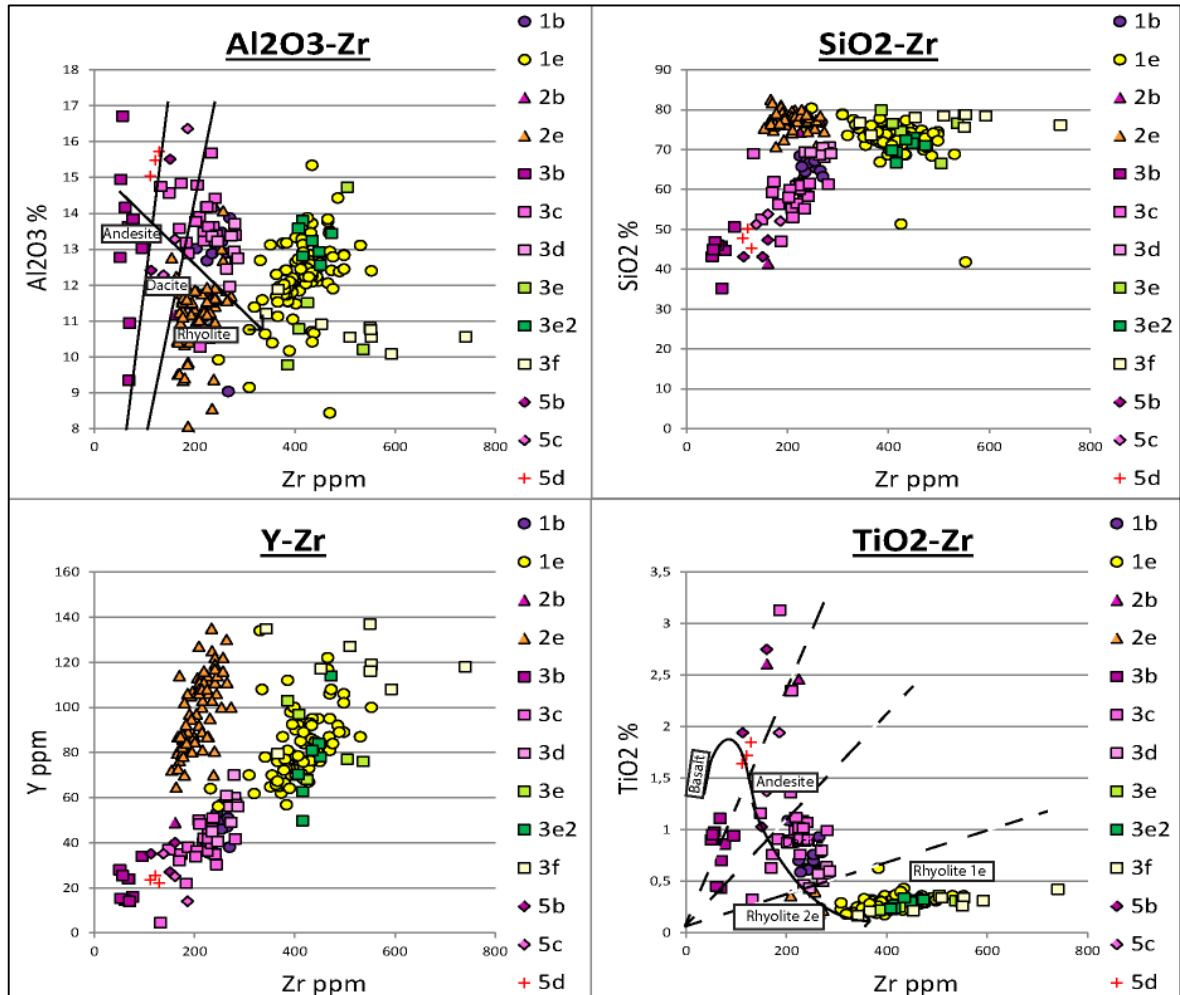 Al2O3-Zr
Al2O3 %
18
17
16
15
14
13
12
11
10
9
8
0
200
400
600
800
Zr ppm
Andesite
Dacite
Rhyolite
1b
1e
2b
2e
3b
3c
3d
3e
3e2
3f
5b
5c
5d
SiO2-Zr
SiO2 %
90
80
70
60
50
40
30
20
10
0
0
200
400
600
800
Zr ppm
1b
1e
2b
2e
3b
3c
3d
3e
3e2
3f
5b
5c
5d
Y-Zr
Y ppm
160
140
120
100
80
60
40
20
0
0
200
400
600
800
Zr ppm
1b
1e
2b
2e
3b
3c
3d
3e
3e2
3f
5b
5c
5d
TiO2-Zr
TiO2 %
3,5
3
2,5
2
1,5
1
0,5
0
0
200
400
600
800
Zr ppm
Basalt
Andesite
Rhyolite 1e
Rhyolite 2e
1b
1e
2b
2e
3b
3c
3d
3e
3e2
3f
5b
5c
5d